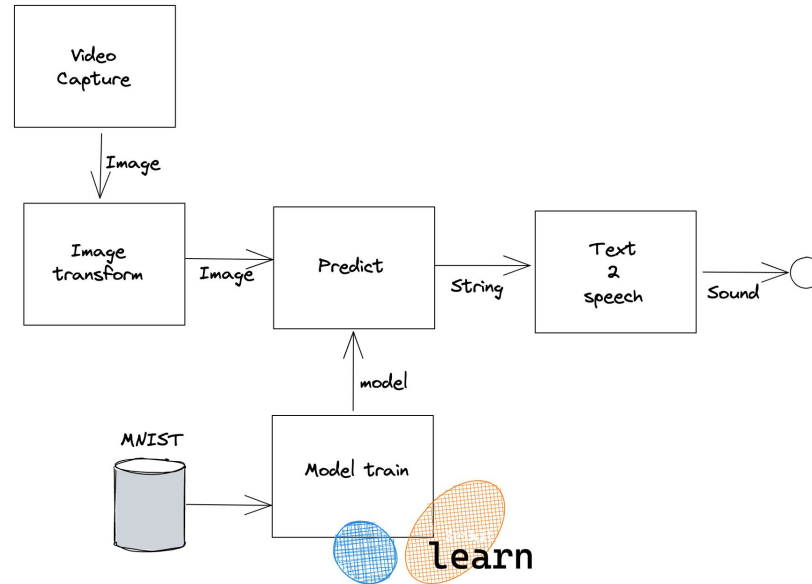 Video
Capture
Image
Image
transform
Image
Predict
String
Text
2
speech
Sound
model
MNIST
Model train
learn